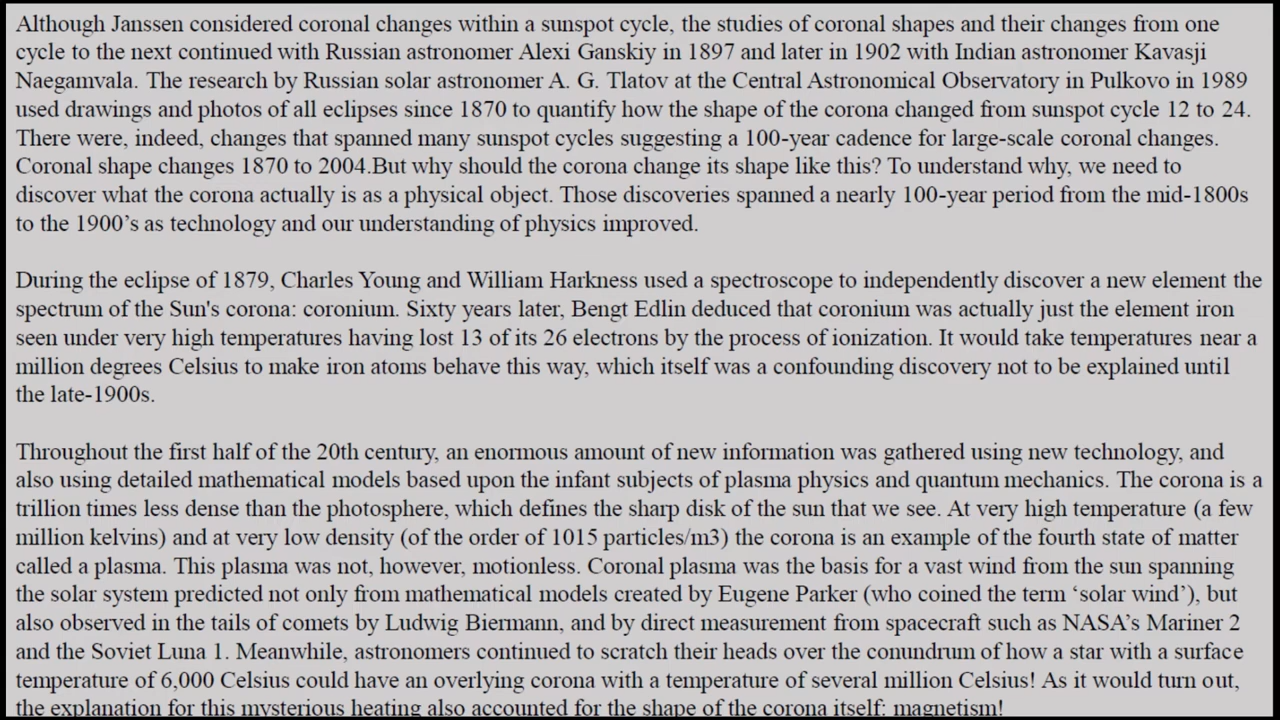 Although Janssen considered coronal changes within a sunspot cycle, the studies of coronal shapes and their changes from one
cycle to the next continued with Russian astronomer Alexi Ganskiy in 1897 and later in 1902 with Indian astronomer Kavasji
Naegamvala. The research by Russian solar astronomer A. G. Tlatov at the Central Astronomical Observatory in Pulkovo in 1989
used drawings and photos of all eclipses since 1870 to quantify how the shape of the corona changed from sunspot cycle 12 to 24.
There were, indeed, changes that spanned many sunspot cycles suggesting a 100-year cadence for large-scale coronal changes.
Coronal shape changes 1870 to 2004.But why should the corona change its shape like this? To understand why, we need to
discover what the corona actually is as a physical object. Those discoveries spanned a nearly 100-year period from the mid-1800s
to the 1900’s as technology and our understanding of physics improved.
During the eclipse of 1879, Charles Young and William Harkness used a spectroscope to independently discover a new element the
spectrum of the Sun's corona: coronium. Sixty years later, Bengt Edlin deduced that coronium was actually just the element iron
seen under very high temperatures having lost 13 of its 26 electrons by the process of ionization. It would take temperatures near a
million degrees Celsius to make iron atoms behave this way, which itself was a confounding discovery not to be explained until
the late-1900s.
Throughout the first half of the 20th century, an enormous amount of new information was gathered using new technology, and
also using detailed mathematical models based upon the infant subjects of plasma physics and quantum mechanics. The corona is a
trillion times less dense than the photosphere, which defines the sharp disk of the sun that we see. At very high temperature (a few
million kelvins) and at very low density (of the order of 1015 particles/m3) the corona is an example of the fourth state of matter
called a plasma. This plasma was not, however, motionless. Coronal plasma was the basis for a vast wind from the sun spanning
the solar system predicted not only from mathematical models created by Eugene Parker (who coined the term ‘solar wind’), but
also observed in the tails of comets by Ludwig Biermann, and by direct measurement from spacecraft such as NASA’s Mariner 2
and the Soviet Luna 1. Meanwhile, astronomers continued to scratch their heads over the conundrum of how a star with a surface
temperature of 6,000 Celsius could have an overlying corona with a temperature of several million Celsius! As it would turn out,
the explanation for this mysterious heating also accounted for the shape of the corona itself: magnetism!